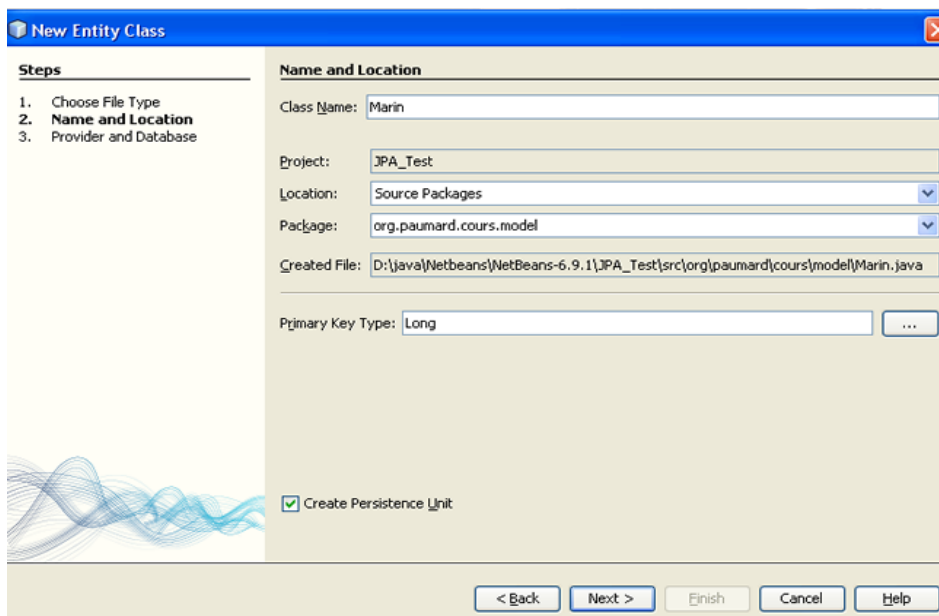 New Entity Class
Steps
1. Choose File Type
2. Name and Location
3. Provider and Database
Name and Location
Class Name: Marin
Project: JPA_Test
Location: Source Packages
Package: org.paumard.cours.model
Created File: D:\java\Netbeans\NetBeans-6.9.1\JPA_Test\src\org\paumard\cours\model\Marin.java
Primary Key Type: Long ...
Create Persistence Unit
< Back Next > Finish Cancel Help